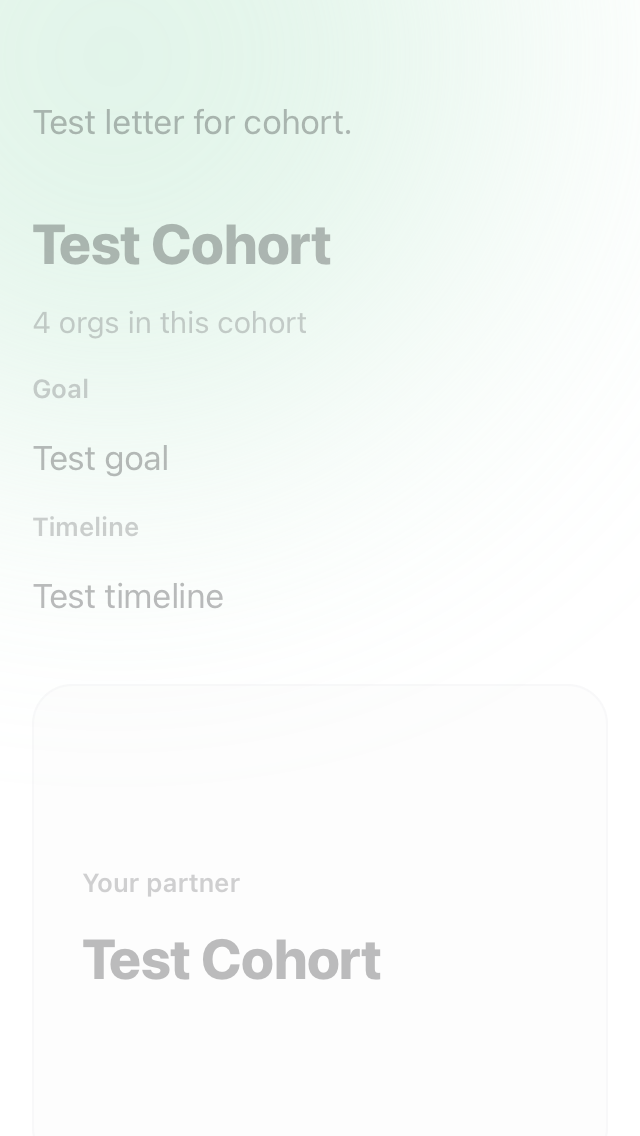 Test letter for cohort.
Test Cohort
4 orgs in this cohort
Goal
Test goal
Timeline
Test timeline
Your partner
Test Cohort